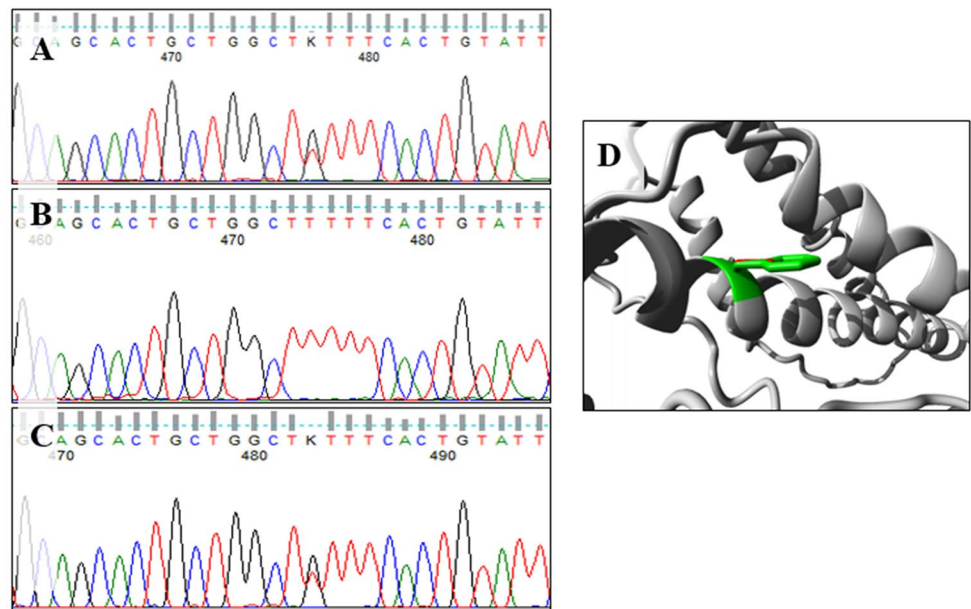 A
G C A G C A C T G C T G G C T K T T T C A C T G T A T T
470 480
B
G A G C A C T G C T G G C T T T T T C A C T G T A T T
460 470 480
C
G A G C A C T G C T G G C T K T T T C A C T G T A T T
470 480 490
D